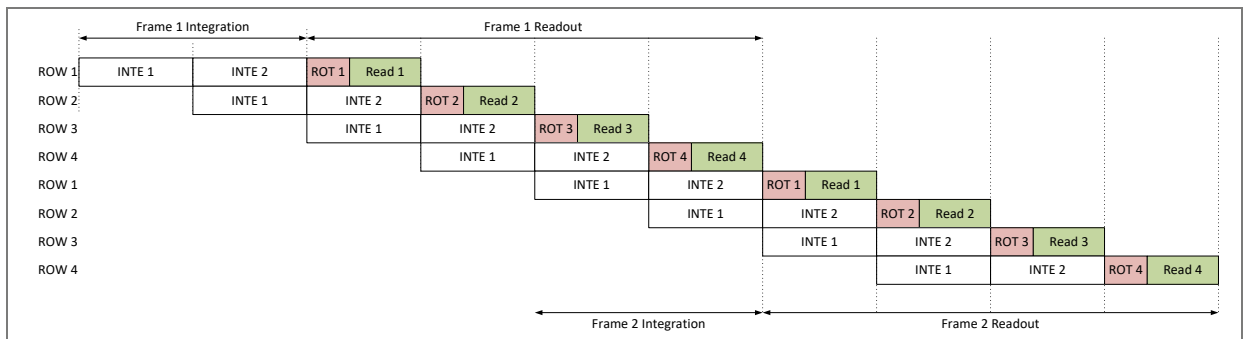 Frame 1 Integration Frame 1 Readout
ROW 1 INTE 1 INTE 2 ROT 1 Read 1
ROW 2 INTE 1 INTE 2 ROT 2 Read 2
ROW 3 INTE 1 INTE 2 ROT 3 Read 3
ROW 4 INTE 1 INTE 2 ROT 4 Read 4
ROW 1 INTE 1 INTE 2 ROT 1 Read 1
ROW 2 INTE 1 INTE 2 ROT 2 Read 2
ROW 3 INTE 1 INTE 2 ROT 3 Read 3
ROW 4 INTE 1 INTE 2 ROT 4 Read 4
Frame 2 Integration Frame 2 Readout